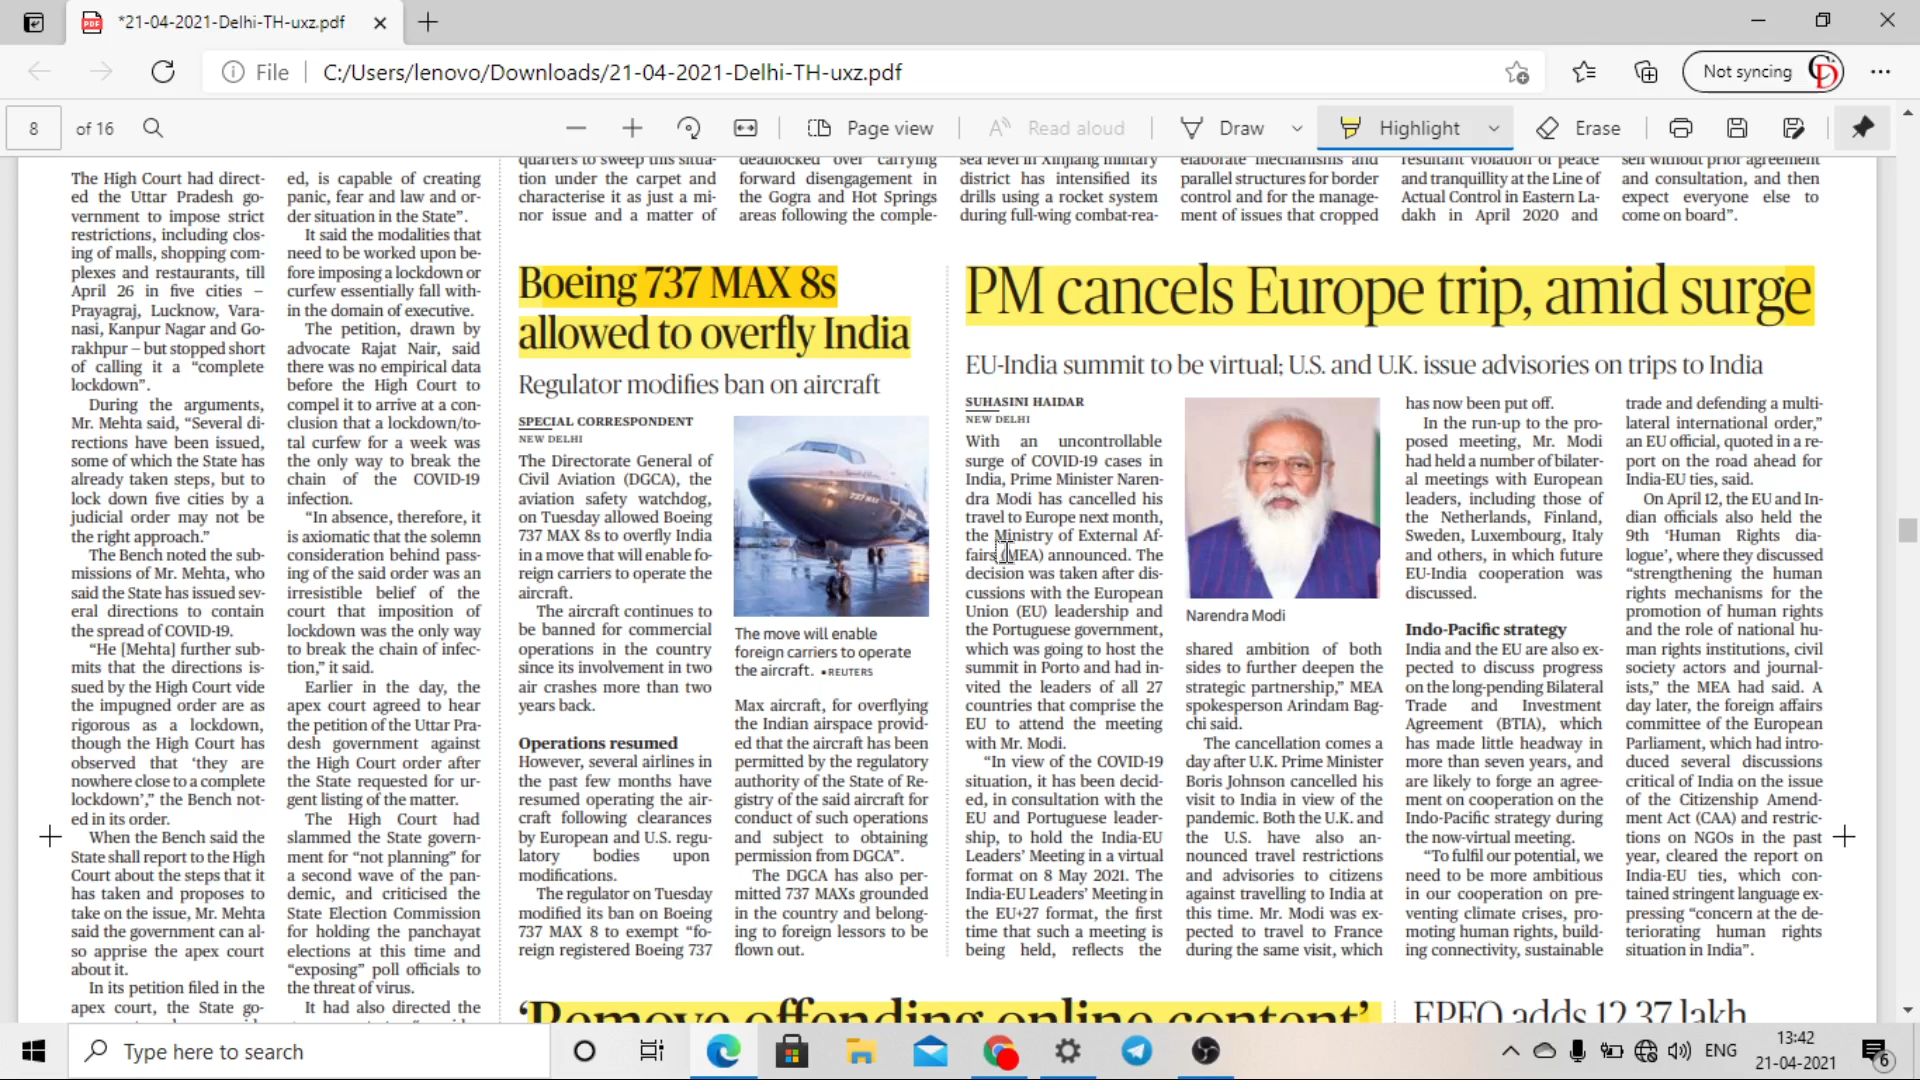 *21-04-2021-Delhi-TH-uxz.pdf
File
C:/Users/lenovo/Downloads/21-04-2021-Delhi-TH-uxz.pdf
Not syncing
8
of 16
Page view
Read aloud
Draw
Highlight
Erase
The High Court had direct-
ed the Uttar Pradesh go-
vernment to impose strict
restrictions, including clos-
ing of malls, shopping com-
plexes and restaurants, till
April 26 in five cities –
Prayagraj, Lucknow, Vara-
nasi, Kanpur Nagar and Go-
rakhpur – but stopped short
of calling it a “complete
lockdown”.
During the arguments,
Mr. Mehta said, “Several di-
rections have been issued,
some of which the State has
already taken steps, but to
lock down five cities by a
judicial order may not be
the right approach.”
The Bench noted the sub-
missions of Mr. Mehta, who
said the State has issued sev-
eral directions to contain
the spread of COVID-19.
“He [Mehta] further sub-
mits that the directions is-
sued by the High Court vide
the impugned order are as
rigorous as a lockdown,
though the High Court has
observed that ‘they are
nowhere close to a complete
lockdown’,” the Bench not-
ed in its order.
When the Bench said the
State shall report to the High
Court about the steps that it
has taken and proposes to
take on the issue, Mr. Mehta
said the government can al-
so apprise the apex court
about it.
In its petition filed in the
apex court, the State go-
ed, is capable of creating
panic, fear and law and or-
der situation in the State”.
It said the modalities that
need to be worked upon be-
fore imposing a lockdown or
curfew essentially fall with-
in the domain of executive.
The petition, drawn by
advocate Rajat Nair, said
there was no empirical data
before the High Court to
compel it to arrive at a con-
clusion that a lockdown/to-
tal curfew for a week was
the only way to break the
chain of the COVID-19
infection.
“In absence, therefore, it
is axiomatic that the solemn
consideration behind pass-
ing of the said order was an
irresistible belief of the
court that imposition of
lockdown was the only way
to break the chain of infec-
tion,” it said.
Earlier in the day, the
apex court agreed to hear
the petition of the Uttar Pra-
desh government against
the High Court order after
the State requested for ur-
gent listing of the matter.
The High Court had
slammed the State govern-
ment for “not planning” for
a second wave of the pan-
demic, and criticised the
State Election Commission
for holding the panchayat
elections at this time and
“exposing” poll officials to
the threat of virus.
It had also directed the
quarters to sweep this situa-
tion under the carpet and
characterise it as just a mi-
nor issue and a matter of
deadlocked over carrying
forward disengagement in
the Gogra and Hot Springs
areas following the comple-
sea level in Xinjiang military
district has intensified its
drills using a rocket system
during full-wing combat-rea-
elaborate mechanisms and
parallel structures for border
control and for the manage-
ment of issues that cropped
resultant violation of peace
and tranquillity at the Line of
Actual Control in Eastern La-
dakh in April 2020 and
sell without prior agreement
and consultation, and then
expect everyone else to
come on board”.
Boeing 737 MAX 8s
allowed to overfly India
Regulator modifies ban on aircraft
SPECIAL CORRESPONDENT
NEW DELHI
The Directorate General of
Civil Aviation (DGCA), the
aviation safety watchdog,
on Tuesday allowed Boeing
737 MAX 8s to overfly India
in a move that will enable fo-
reign carriers to operate the
aircraft.
The aircraft continues to
be banned for commercial
operations in the country
since its involvement in two
air crashes more than two
years back.
Operations resumed
However, several airlines in
the past few months have
resumed operating the air-
craft following clearances
by European and U.S. regu-
latory bodies upon
modifications.
The regulator on Tuesday
modified its ban on Boeing
737 MAX 8 to exempt “fo-
reign registered Boeing 737
737 MAX
The move will enable
foreign carriers to operate
the aircraft. ▪REUTERS
Max aircraft, for overflying
the Indian airspace provid-
ed that the aircraft has been
permitted by the regulatory
authority of the State of Re-
gistry of the said aircraft for
conduct of such operations
and subject to obtaining
permission from DGCA”.
The DGCA has also per-
mitted 737 MAXs grounded
in the country and belong-
ing to foreign lessors to be
flown out.
PM cancels Europe trip, amid surge
EU-India summit to be virtual; U.S. and U.K. issue advisories on trips to India
SUHASINI HAIDAR
NEW DELHI
With an uncontrollable
surge of COVID-19 cases in
India, Prime Minister Naren-
dra Modi has cancelled his
travel to Europe next month,
the Ministry of External Af-
fairs (MEA) announced. The
decision was taken after dis-
cussions with the European
Union (EU) leadership and
the Portuguese government,
which was going to host the
summit in Porto and had in-
vited the leaders of all 27
countries that comprise the
EU to attend the meeting
with Mr. Modi.
“In view of the COVID-19
situation, it has been decid-
ed, in consultation with the
EU and Portuguese leader-
ship, to hold the India-EU
Leaders’ Meeting in a virtual
format on 8 May 2021. The
India-EU Leaders’ Meeting in
the EU+27 format, the first
time that such a meeting is
being held, reflects the
Narendra Modi
shared ambition of both
sides to further deepen the
strategic partnership,” MEA
spokesperson Arindam Bag-
chi said.
The cancellation comes a
day after U.K. Prime Minister
Boris Johnson cancelled his
visit to India in view of the
pandemic. Both the U.K. and
the U.S. have also an-
nounced travel restrictions
and advisories to citizens
against travelling to India at
this time. Mr. Modi was ex-
pected to travel to France
during the same visit, which
has now been put off.
In the run-up to the pro-
posed meeting, Mr. Modi
had held a number of bilater-
al meetings with European
leaders, including those of
the Netherlands, Finland,
Sweden, Luxembourg, Italy
and others, in which future
EU-India cooperation was
discussed.
Indo-Pacific strategy
India and the EU are also ex-
pected to discuss progress
on the long-pending Bilateral
Trade and Investment
Agreement (BTIA), which
has made little headway in
more than seven years, and
are likely to forge an agree-
ment on cooperation on the
Indo-Pacific strategy during
the now-virtual meeting.
“To fulfil our potential, we
need to be more ambitious
in our cooperation on pre-
venting climate crises, pro-
moting human rights, build-
ing connectivity, sustainable
trade and defending a multi-
lateral international order,”
an EU official, quoted in a re-
port on the road ahead for
India-EU ties, said.
On April 12, the EU and In-
dian officials also held the
9th ‘Human Rights dia-
logue’, where they discussed
“strengthening the human
rights mechanisms for the
promotion of human rights
and the role of national hu-
man rights institutions, civil
society actors and journal-
ists,” the MEA had said. A
day later, the foreign affairs
committee of the European
Parliament, which had intro-
duced several discussions
critical of India on the issue
of the Citizenship Amend-
ment Act (CAA) and restric-
tions on NGOs in the past
year, cleared the report on
India-EU ties, which con-
tained stringent language ex-
pressing “concern at the de-
teriorating human rights
situation in India”.
‘Remove offending online content’
EPFO adds 12.37 lakh
Type here to search
ENG
13:42
21-04-2021
6